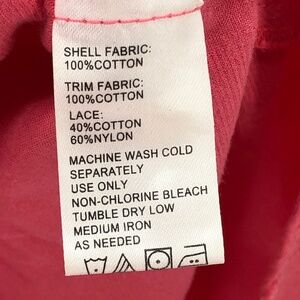 SHELL FABRIC:
100%COTTON
TRIM FABRIC:
100%COTTON
LACE:
40%COTTON
60%NYLON
MACHINE WASH COLD
SEPARATELY
USE ONLY
NON-CHLORINE BLEACH
TUMBLE DRY LOW
MEDIUM IRON
AS NEEDED